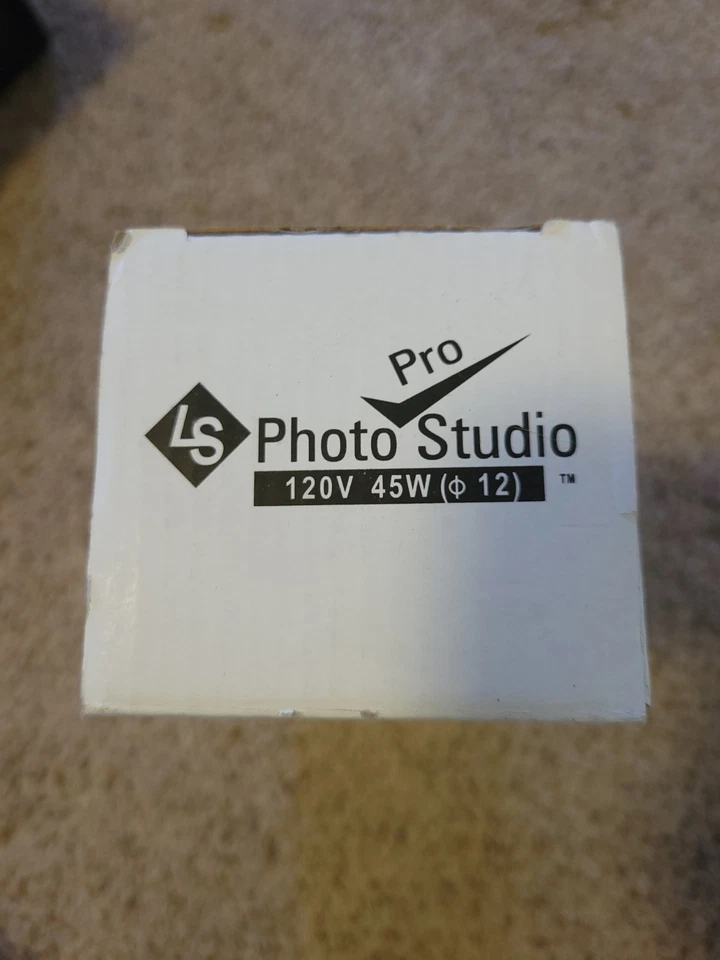 Pro
LS Photo Studio
120V 45W (ф 12) ™